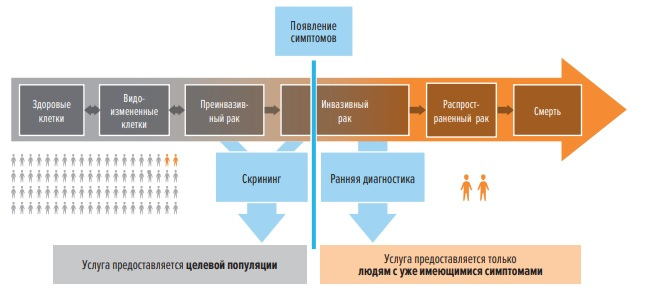 Появление
симптомов
Здоровые
клетки
Видо-
измененные
клетки
Преинвазив-
ный рак
Инвазивный
рак
Распрост-
раненный рак
Смерть
Скрининг
Ранняя диагностика
Услуга предоставляется целевой популяции
Услуга предоставляется только
людям с уже имеющимися симптомами